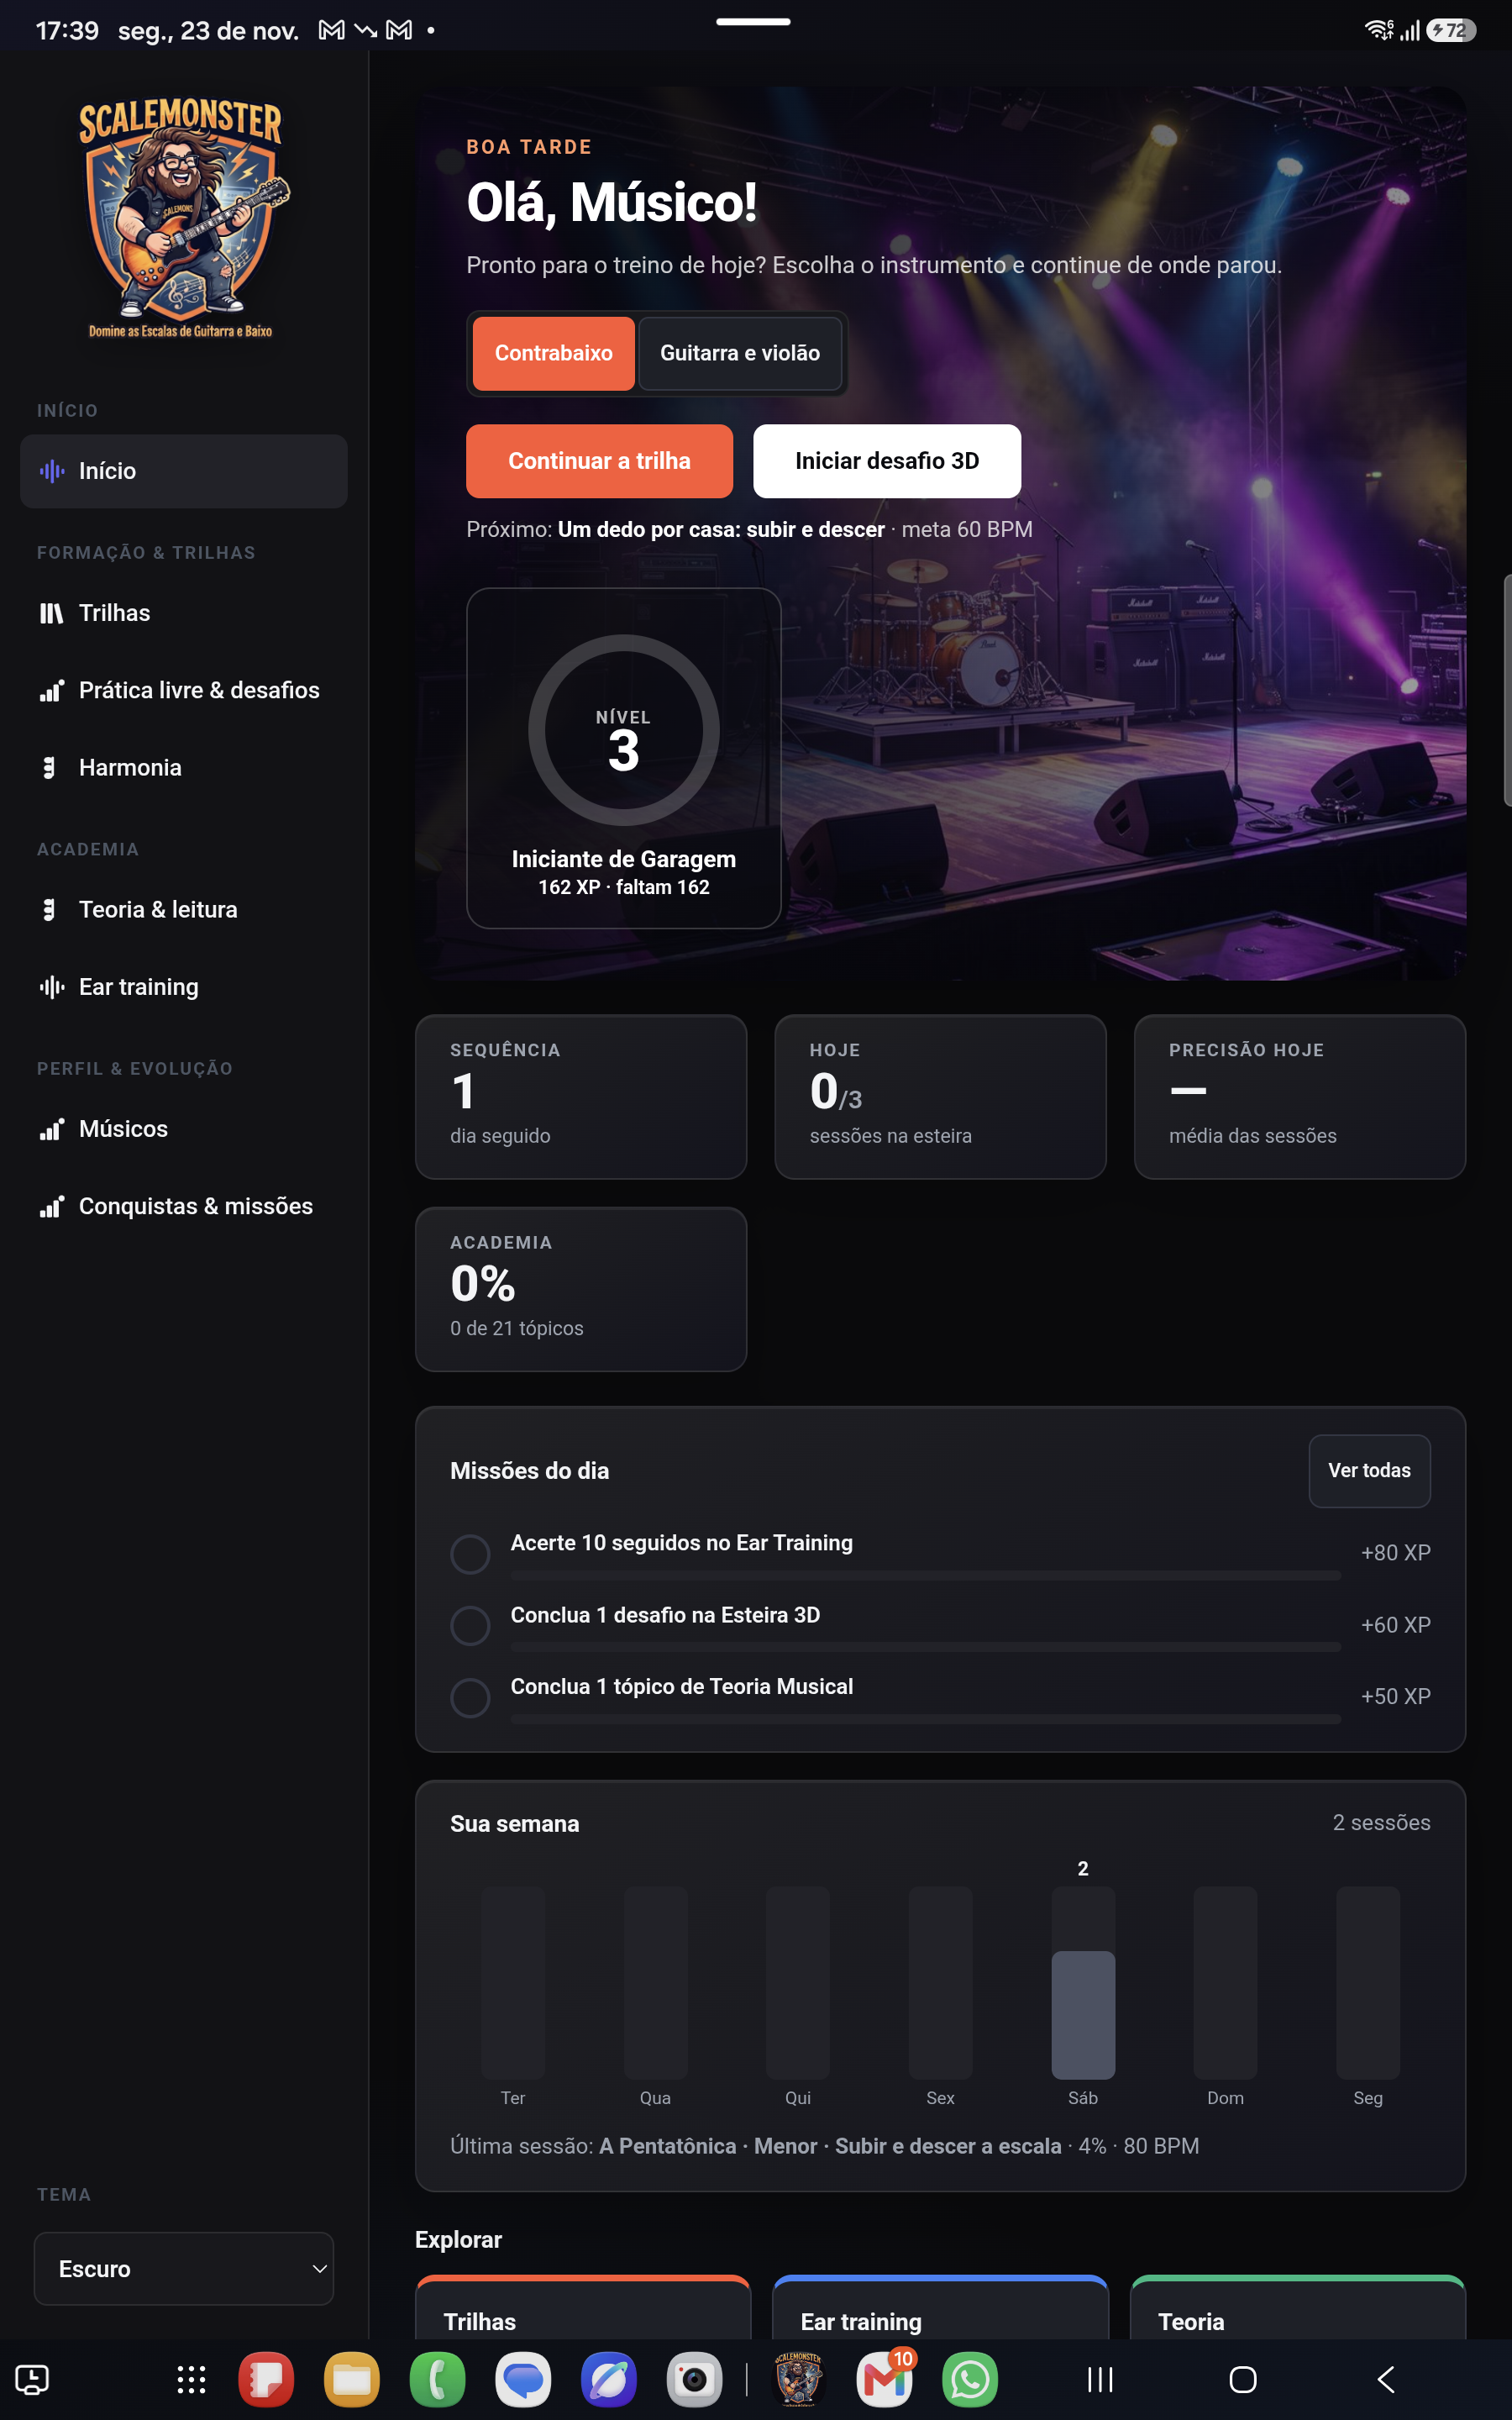 17:39 seg., 23 de nov.
72
SCALEMONSTER
Domine as Escalas de Guitarra e Baixo
INÍCIO
Início
FORMAÇÃO & TRILHAS
Trilhas
Prática livre & desafios
Harmonia
ACADEMIA
Teoria & leitura
Ear training
PERFIL & EVOLUÇÃO
Músicos
Conquistas & missões
TEMA
Escuro
BOA TARDE
Olá, Músico!
Pronto para o treino de hoje? Escolha o instrumento e continue de onde parou.
Contrabaixo
Guitarra e violão
Continuar a trilha
Iniciar desafio 3D
Próximo: Um dedo por casa: subir e descer · meta 60 BPM
NÍVEL
3
Iniciante de Garagem
162 XP · faltam 162
Marshall
Marshall
Marshall
SEQUÊNCIA
1
dia seguido
HOJE
0/3
sessões na esteira
PRECISÃO HOJE
—
média das sessões
ACADEMIA
0%
0 de 21 tópicos
Missões do dia
Ver todas
Acerte 10 seguidos no Ear Training
+80 XP
Conclua 1 desafio na Esteira 3D
+60 XP
Conclua 1 tópico de Teoria Musical
+50 XP
Sua semana
2 sessões
2
Ter Qua Qui Sex Sáb Dom Seg
Última sessão: A Pentatônica · Menor · Subir e descer a escala · 4% · 80 BPM
Explorar
Trilhas
Ear training
Teoria
10